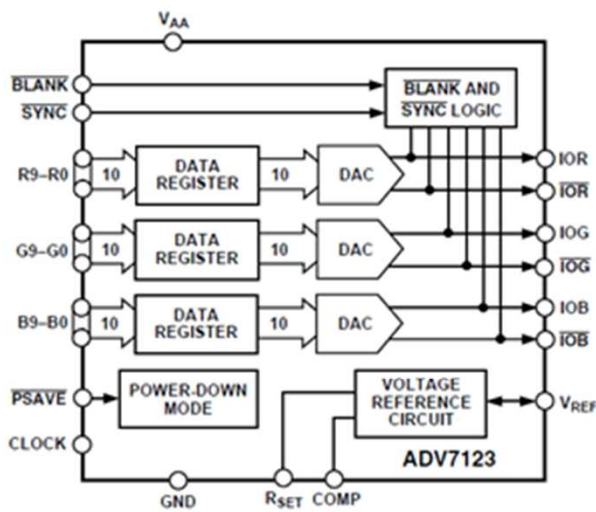 VAA
BLANK
SYNC
BLANK AND
SYNC LOGIC
R9–R0
10
DATA
REGISTER
10
DAC
IOR
IOR
G9–G0
10
DATA
REGISTER
10
DAC
IOG
IOG
B9–B0
10
DATA
REGISTER
10
DAC
IOB
IOB
PSAVE
POWER-DOWN
MODE
VOLTAGE
REFERENCE
CIRCUIT
VREF
CLOCK
ADV7123
GND
RSET
COMP